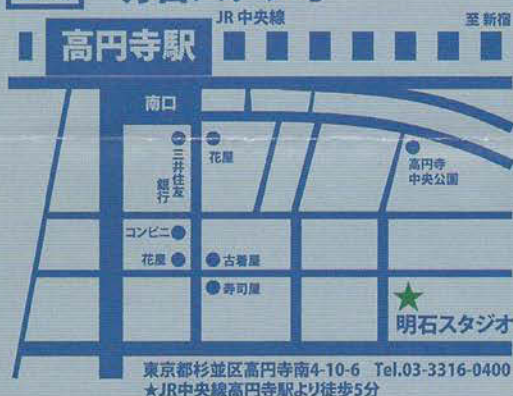 JR 中央線
至 新宿
高円寺駅
南口
三井住友
銀行
花屋
高円寺
中央公園
コンビニ
花屋
古着屋
寿司屋
明石スタジオ
東京都杉並区高円寺南4-10-6 Tel.03-3316-0400
★JR中央線高円寺駅より徒歩5分